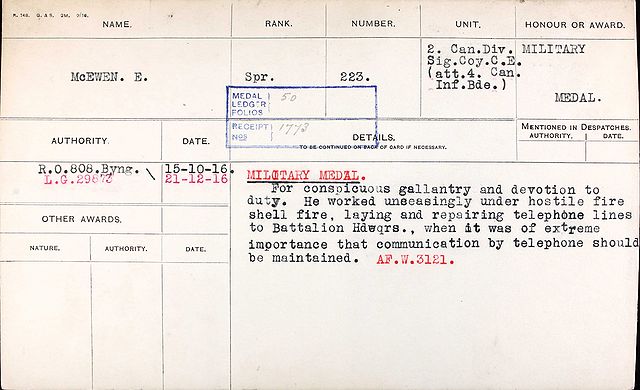 R. 148. G. & S. 2M. 9/16.
NAME. RANK. NUMBER. UNIT. HONOUR OR AWARD.
McEWEN. E. Spr. 223. 2. Can.Div. MILITARY
Sig.Coy.C.E.
(att.4. Can.
Inf.Bde.) MEDAL.
MEDAL LEDGER FOLIOS 50
RECEIPT NOS 1773
MENTIONED IN DESPATCHES.
AUTHORITY. DATE.
AUTHORITY. DATE. DETAILS.
TO BE CONTINUED ON BACK OF CARD IF NECESSARY.
R.O.808.Byng. \ 15-10-16. MILITARY MEDAL.
L.G.29873 21-12-16
For conspicuous gallantry and devotion to
duty. He worked unseasingly under hostile fire
shell fire, laying and repairing telephone lines
to Battalion Hdwqrs., when it was of extreme
importance that communication by telephone should
be maintained. AF.W.3121.
OTHER AWARDS.
NATURE. AUTHORITY. DATE.